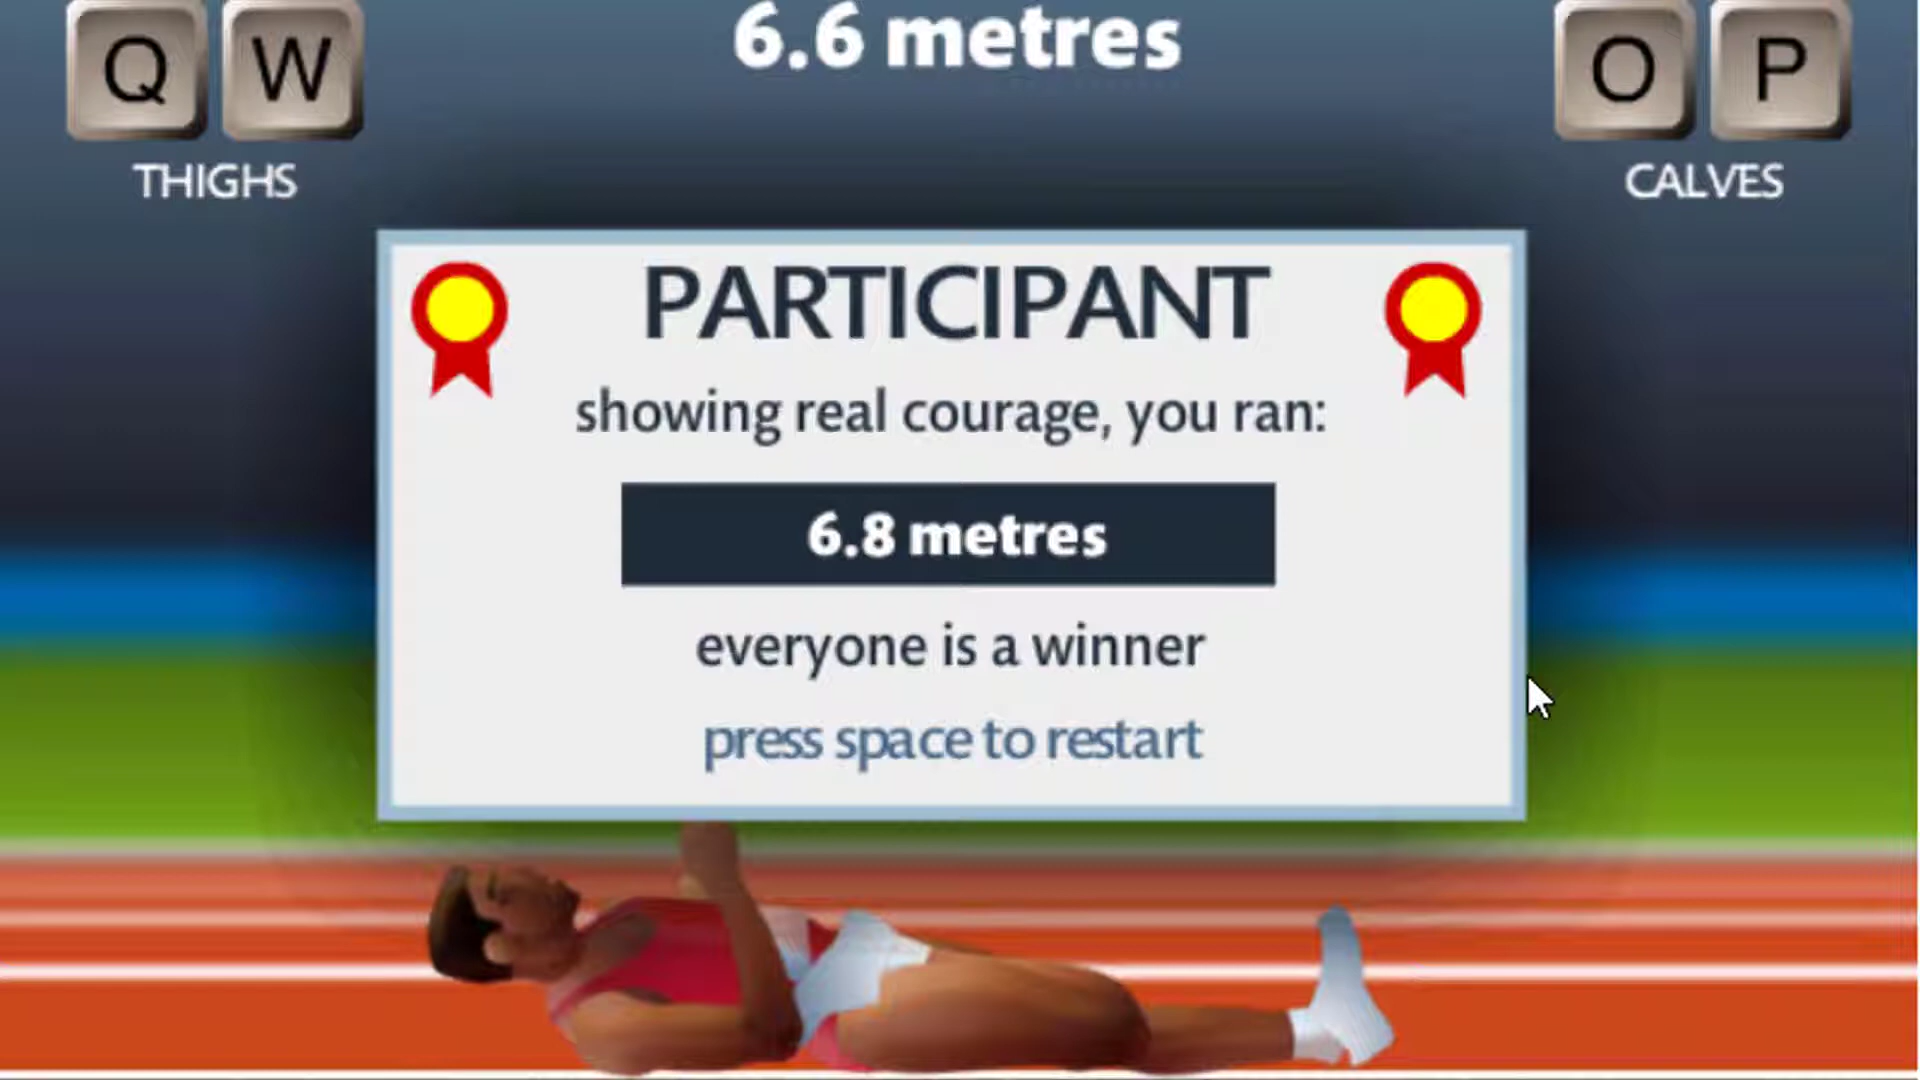 Q W
6.6 metres
O P
THIGHS
CALVES
PARTICIPANT
showing real courage, you ran:
6.8 metres
everyone is a winner
press space to restart